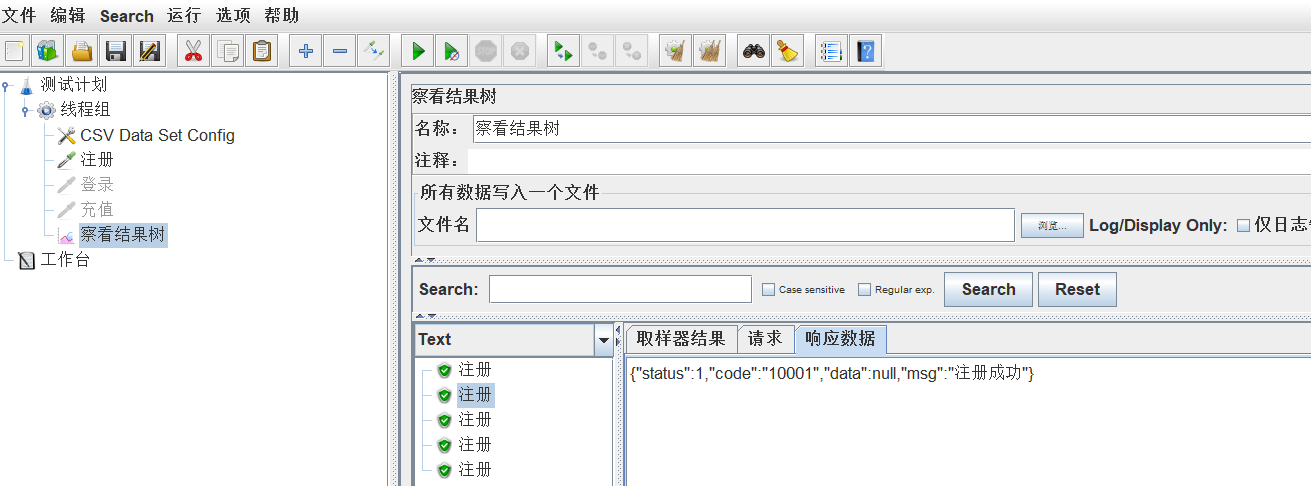 文件 编辑 Search 运行 选项 帮助
测试计划
线程组
CSV Data Set Config
注册
登录
充值
察看结果树
工作台
察看结果树
名称： 察看结果树
注释：
所有数据写入一个文件
文件名 浏览... Log/Display Only: 仅日志
Search: Case sensitive Regular exp. Search Reset
Text
取样器结果 请求 响应数据
注册
注册
注册
注册
注册
{"status":1,"code":"10001","data":null,"msg":"注册成功"}